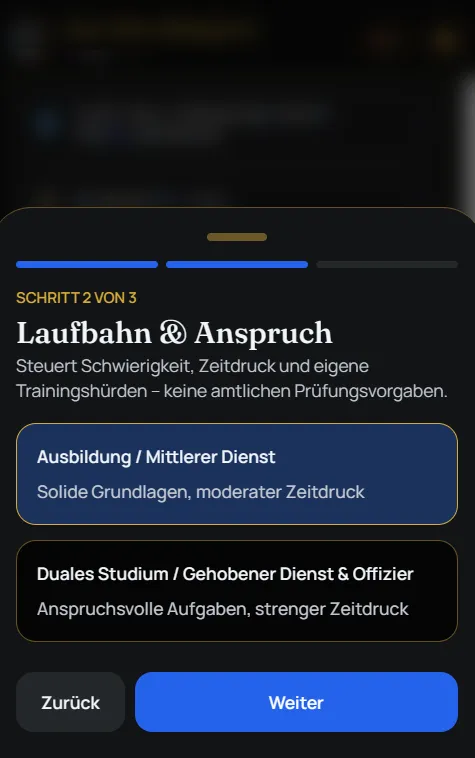 SCHRITT 2 VON 3
Laufbahn & Anspruch
Steuert Schwierigkeit, Zeitdruck und eigene
Trainingshürden – keine amtlichen Prüfungsvorgaben.
Ausbildung / Mittlerer Dienst
Solide Grundlagen, moderater Zeitdruck
Duales Studium / Gehobener Dienst & Offizier
Anspruchsvolle Aufgaben, strenger Zeitdruck
Zurück
Weiter